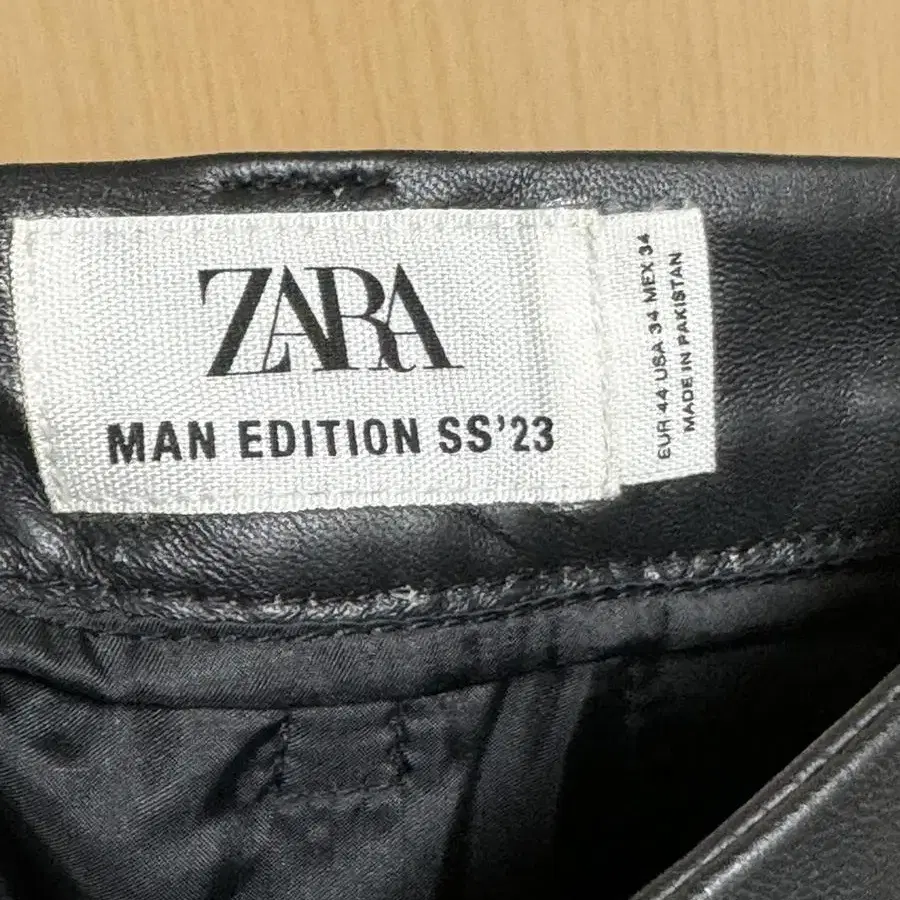 ZARA
MAN EDITION SS'23
EUR 44 USA 34 MEX 34
MADE IN PAKISTAN